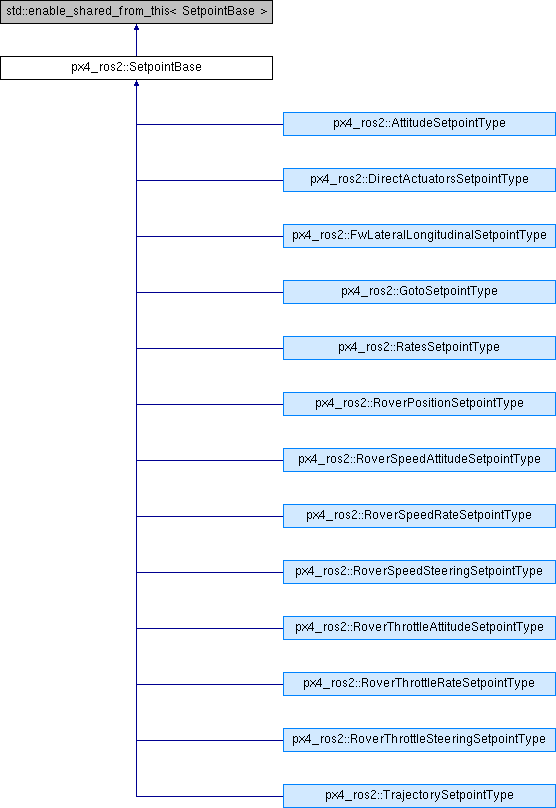 std::enable_shared_from_this< SetpointBase >
px4_ros2::SetpointBase
px4_ros2::AttitudeSetpointType
px4_ros2::DirectActuatorsSetpointType
px4_ros2::FwLateralLongitudinalSetpointType
px4_ros2::GotoSetpointType
px4_ros2::RatesSetpointType
px4_ros2::RoverPositionSetpointType
px4_ros2::RoverSpeedAttitudeSetpointType
px4_ros2::RoverSpeedRateSetpointType
px4_ros2::RoverSpeedSteeringSetpointType
px4_ros2::RoverThrottleAttitudeSetpointType
px4_ros2::RoverThrottleRateSetpointType
px4_ros2::RoverThrottleSteeringSetpointType
px4_ros2::TrajectorySetpointType